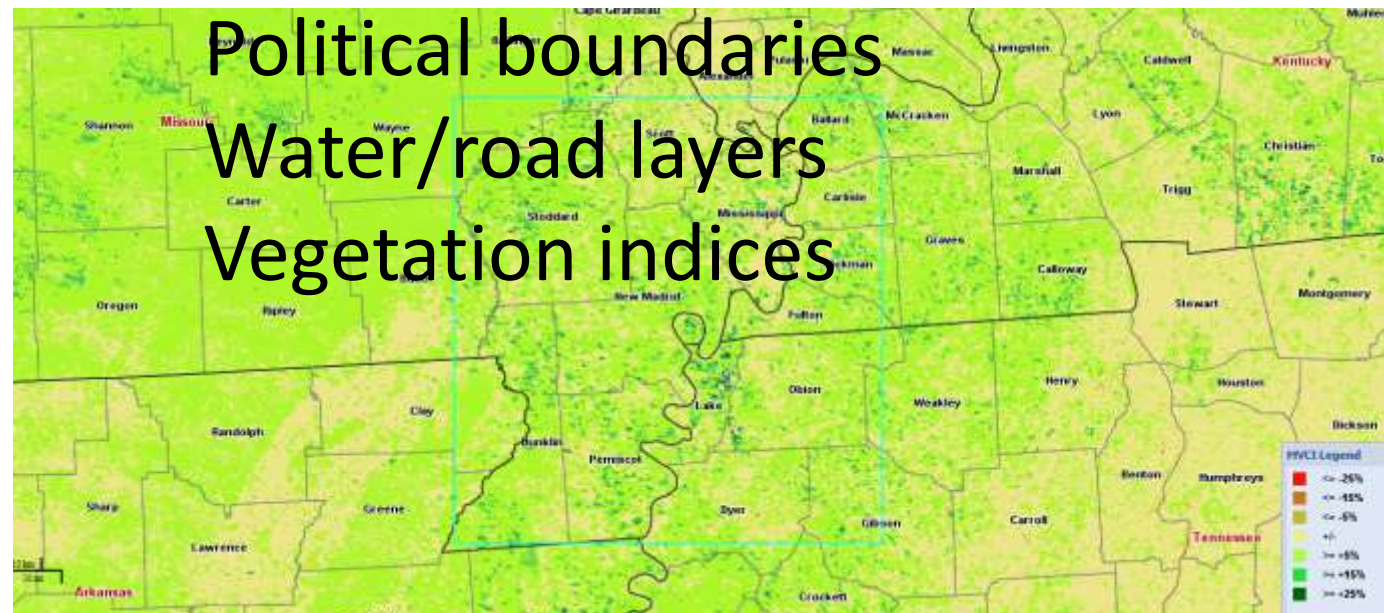 Cape Girardeau
Political boundaries
Massac
Livingston
Caldwell
Kentucky
Shannon
Missouri
Wayne
Scott
Ballard
McCracken
Lyon
Christian
Water/road layers
Carter
Marshall
Trigg
Stoddard
Mississippi
Carlisle
Graves
Calloway
Vegetation indices
Oregon
Ripley
New Madrid
Fulton
Stewart
Montgomery
Clay
Lake
Obion
Henry
Houston
Randolph
Weakley
Dickson
Dunklin
Pemiscot
Benton
Humphreys
Sharp
Greene
Dyer
Gibson
Carroll
Tennessee
Lawrence
Arkansas
Crockett
MVCI Legend
<= -25%
<= -15%
<= -5%
+/-
>= +5%
>= +15%
>= +25%